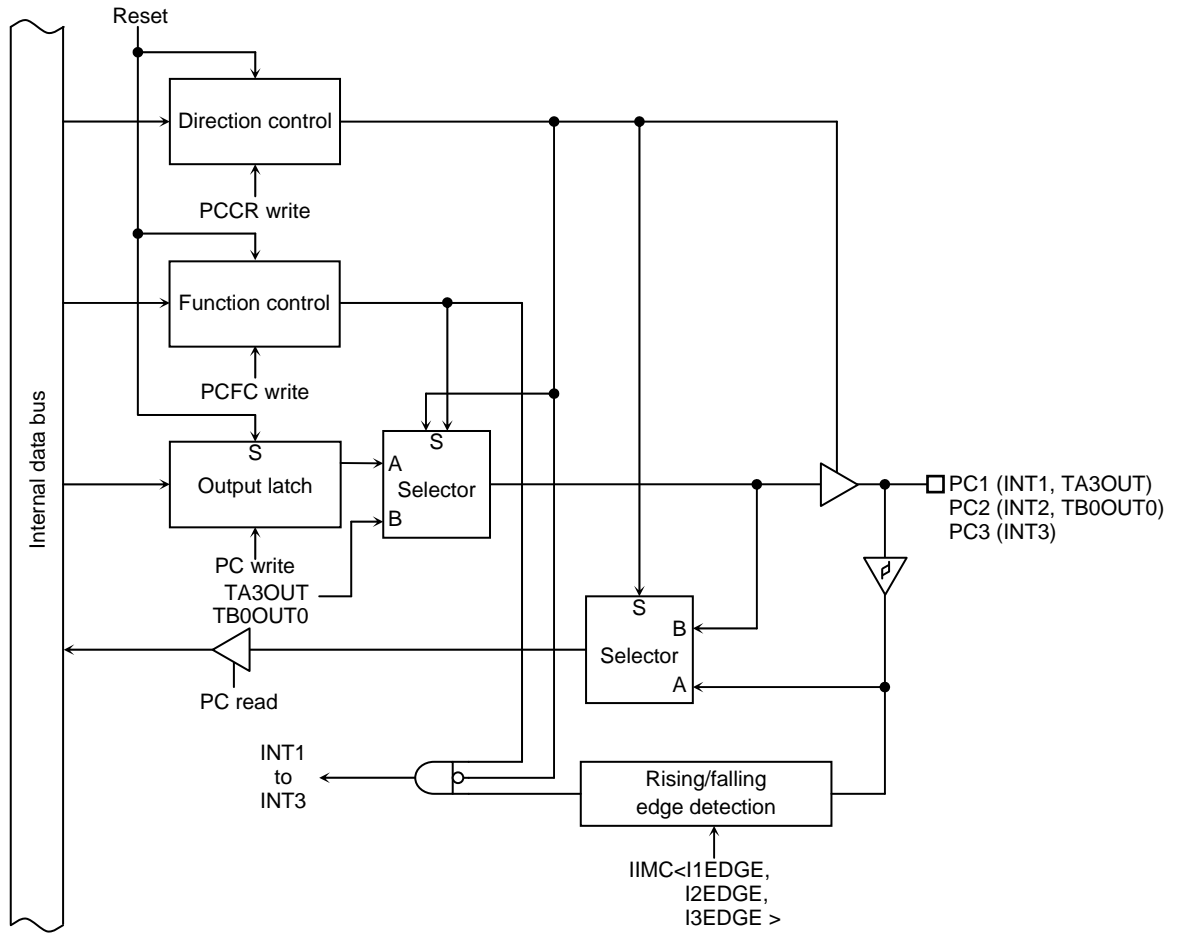 Reset
Direction control
PCCR write
Function control
PCFC write
Internal data bus
S
Output latch
PC write
TA3OUT
TB0OUT0
S
A
Selector
B
PC1 (INT1, TA3OUT)
PC2 (INT2, TB0OUT0)
PC3 (INT3)
S
B
Selector
A
PC read
INT1
to
INT3
Rising/falling
edge detection
IIMC<I1EDGE,
I2EDGE,
I3EDGE >